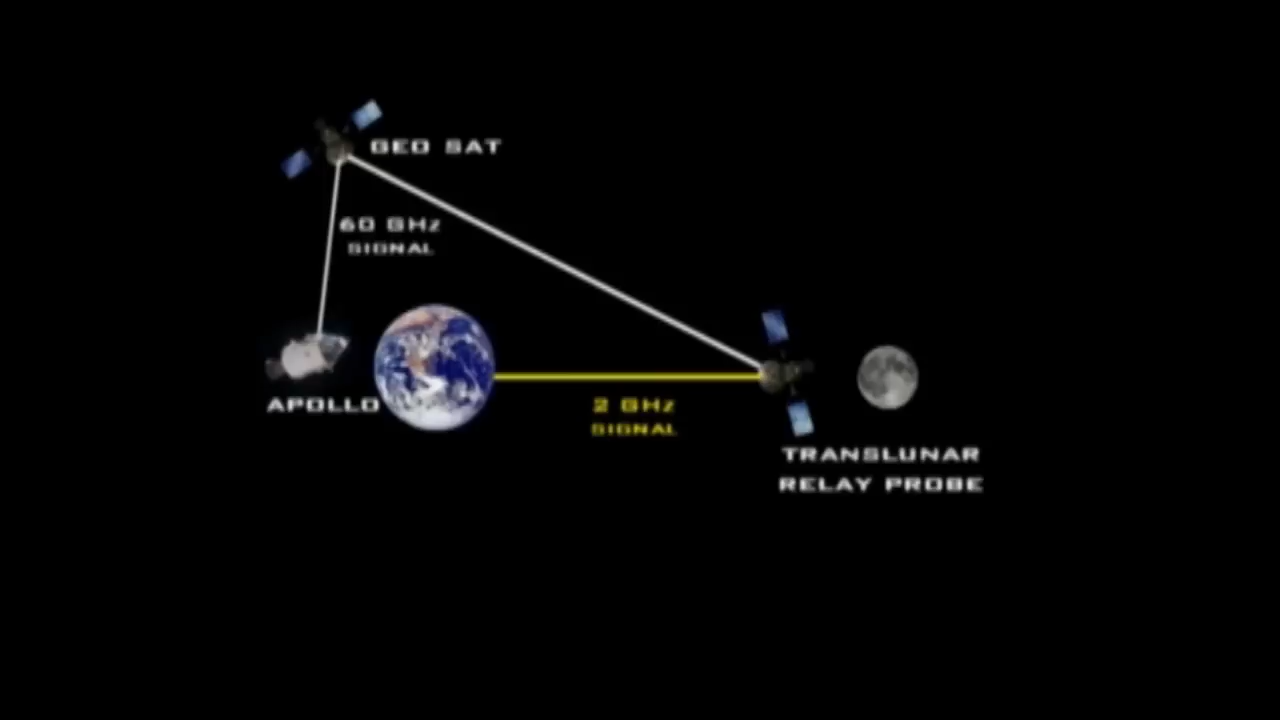 GEO SAT
60 GHz
SIGNAL
APOLLO
2 GHz
SIGNAL
TRANSLUNAR
RELAY PROBE